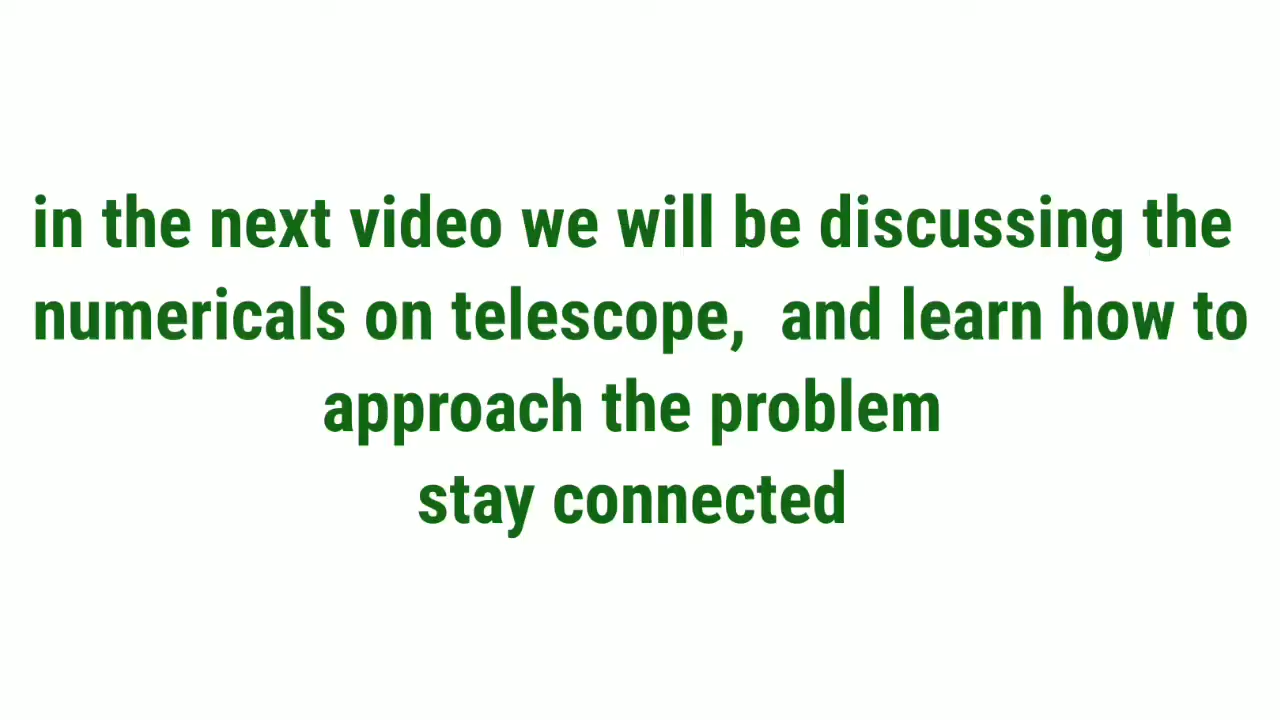 in the next video we will be discussing the
numericals on telescope,  and learn how to
approach the problem
stay connected